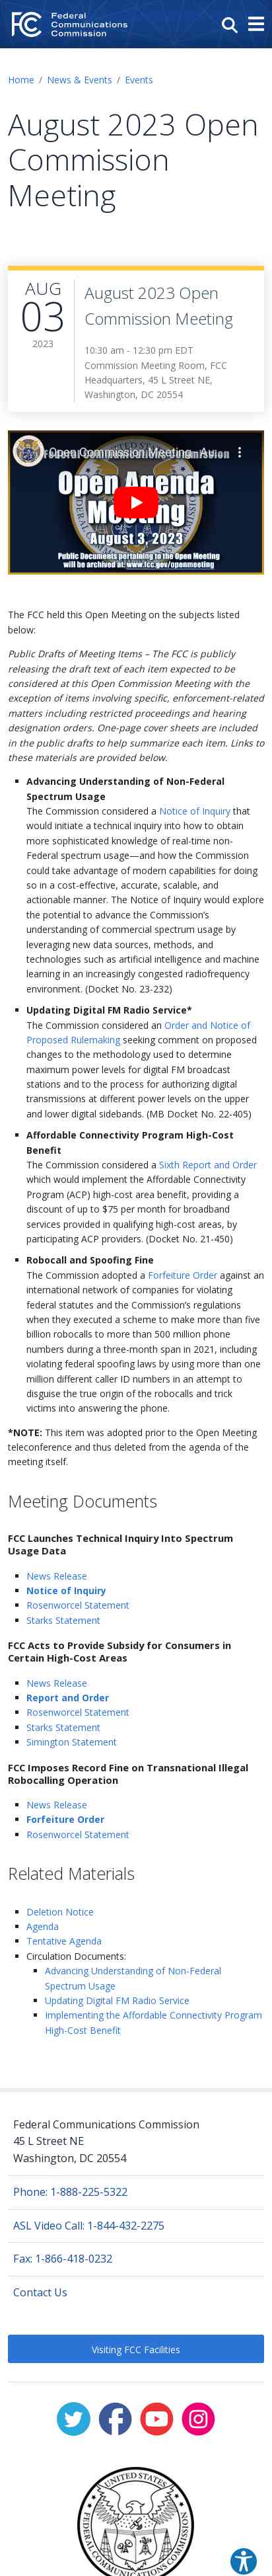 FCC
Federal
Communications
Commission
Home / News & Events / Events
August 2023 Open
Commission
Meeting
AUG
03
2023
August 2023 Open
Commission Meeting
10:30 am - 12:30 pm EDT
Commission Meeting Room, FCC
Headquarters, 45 L Street NE,
Washington, DC 20554
Open Commission Meeting - Au
Open Agenda
Meeting
August 3, 2023
Public Documents pertaining to the Open Meeting
will be archived at: www.fcc.gov/openmeeting
The FCC held this Open Meeting on the subjects listed
below:
Public Drafts of Meeting Items – The FCC is publicly
releasing the draft text of each item expected to be
considered at this Open Commission Meeting with the
exception of items involving specific, enforcement-related
matters including restricted proceedings and hearing
designation orders. One-page cover sheets are included
in the public drafts to help summarize each item. Links to
these materials are provided below.
Advancing Understanding of Non-Federal
Spectrum Usage
The Commission considered a Notice of Inquiry that
would initiate a technical inquiry into how to obtain
more sophisticated knowledge of real-time non-
Federal spectrum usage—and how the Commission
could take advantage of modern capabilities for doing
so in a cost-effective, accurate, scalable, and
actionable manner. The Notice of Inquiry would explore
the potential to advance the Commission's
understanding of commercial spectrum usage by
leveraging new data sources, methods, and
technologies such as artificial intelligence and machine
learning in an increasingly congested radiofrequency
environment. (Docket No. 23-232)
Updating Digital FM Radio Service*
The Commission considered an Order and Notice of
Proposed Rulemaking seeking comment on proposed
changes to the methodology used to determine
maximum power levels for digital FM broadcast
stations and to the process for authorizing digital
transmissions at different power levels on the upper
and lower digital sidebands. (MB Docket No. 22-405)
Affordable Connectivity Program High-Cost
Benefit
The Commission considered a Sixth Report and Order
which would implement the Affordable Connectivity
Program (ACP) high-cost area benefit, providing a
discount of up to $75 per month for broadband
services provided in qualifying high-cost areas, by
participating ACP providers. (Docket No. 21-450)
Robocall and Spoofing Fine
The Commission adopted a Forfeiture Order against an
international network of companies for violating
federal statutes and the Commission's regulations
when they executed a scheme to make more than five
billion robocalls to more than 500 million phone
numbers during a three-month span in 2021, including
violating federal spoofing laws by using more than one
million different caller ID numbers in an attempt to
disguise the true origin of the robocalls and trick
victims into answering the phone.
*NOTE: This item was adopted prior to the Open Meeting
teleconference and thus deleted from the agenda of the
meeting itself.
Meeting Documents
FCC Launches Technical Inquiry Into Spectrum
Usage Data
News Release
Notice of Inquiry
Rosenworcel Statement
Starks Statement
FCC Acts to Provide Subsidy for Consumers in
Certain High-Cost Areas
News Release
Report and Order
Rosenworcel Statement
Starks Statement
Simington Statement
FCC Imposes Record Fine on Transnational Illegal
Robocalling Operation
News Release
Forfeiture Order
Rosenworcel Statement
Related Materials
Deletion Notice
Agenda
Tentative Agenda
Circulation Documents:
Advancing Understanding of Non-Federal
Spectrum Usage
Updating Digital FM Radio Service
Implementing the Affordable Connectivity Program
High-Cost Benefit
Federal Communications Commission
45 L Street NE
Washington, DC 20554
Phone: 1-888-225-5322
ASL Video Call: 1-844-432-2275
Fax: 1-866-418-0232
Contact Us
Visiting FCC Facilities